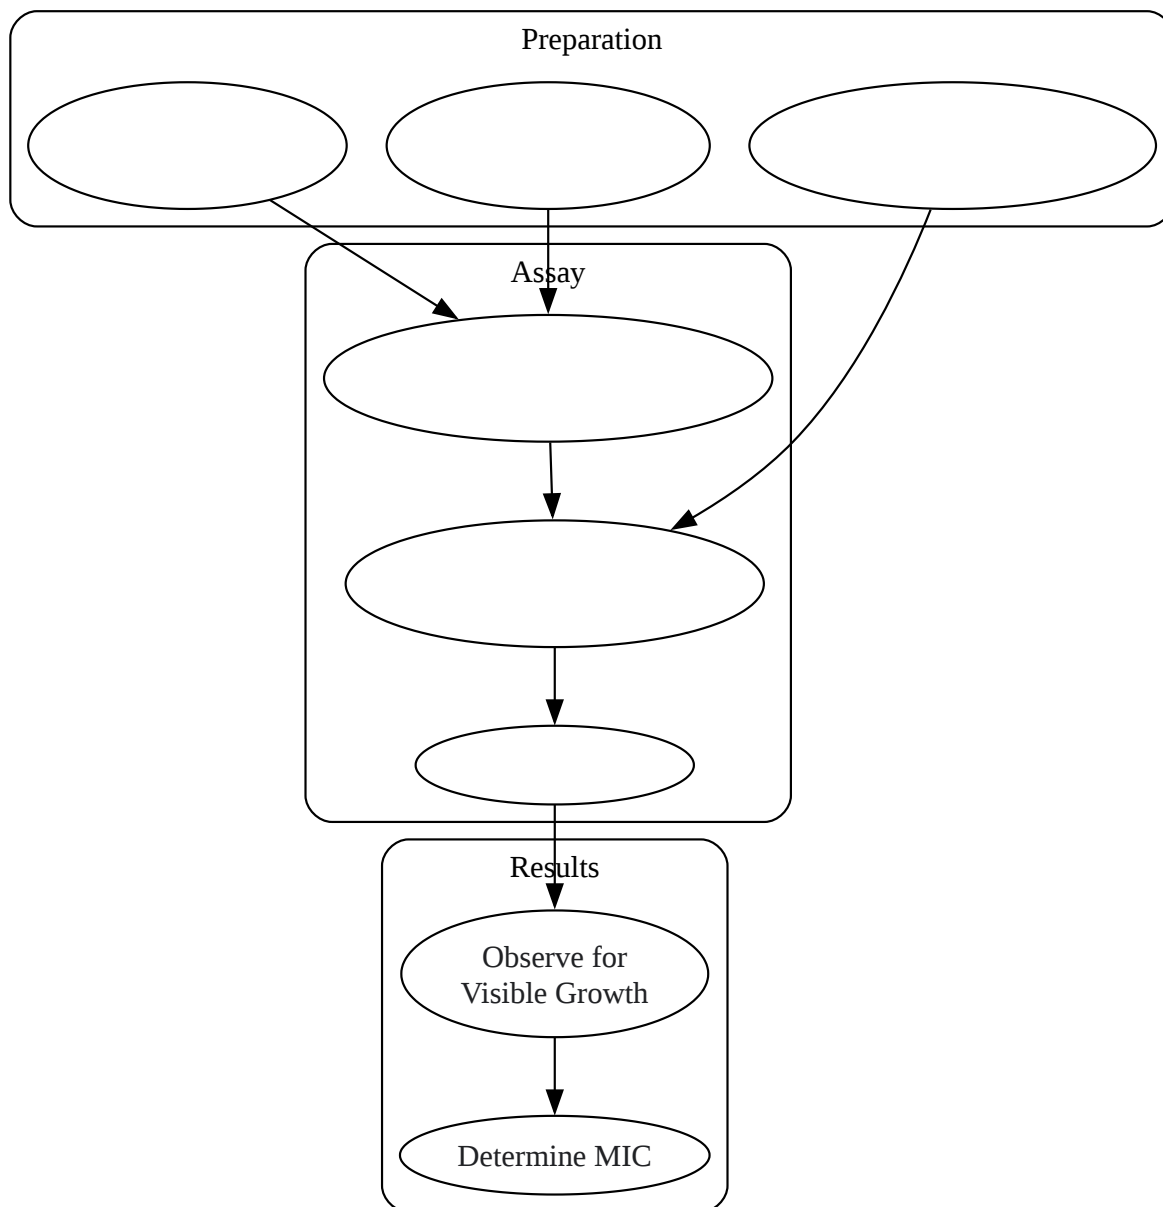 Preparation
Assay
Results
Observe for
Visible Growth
Determine MIC